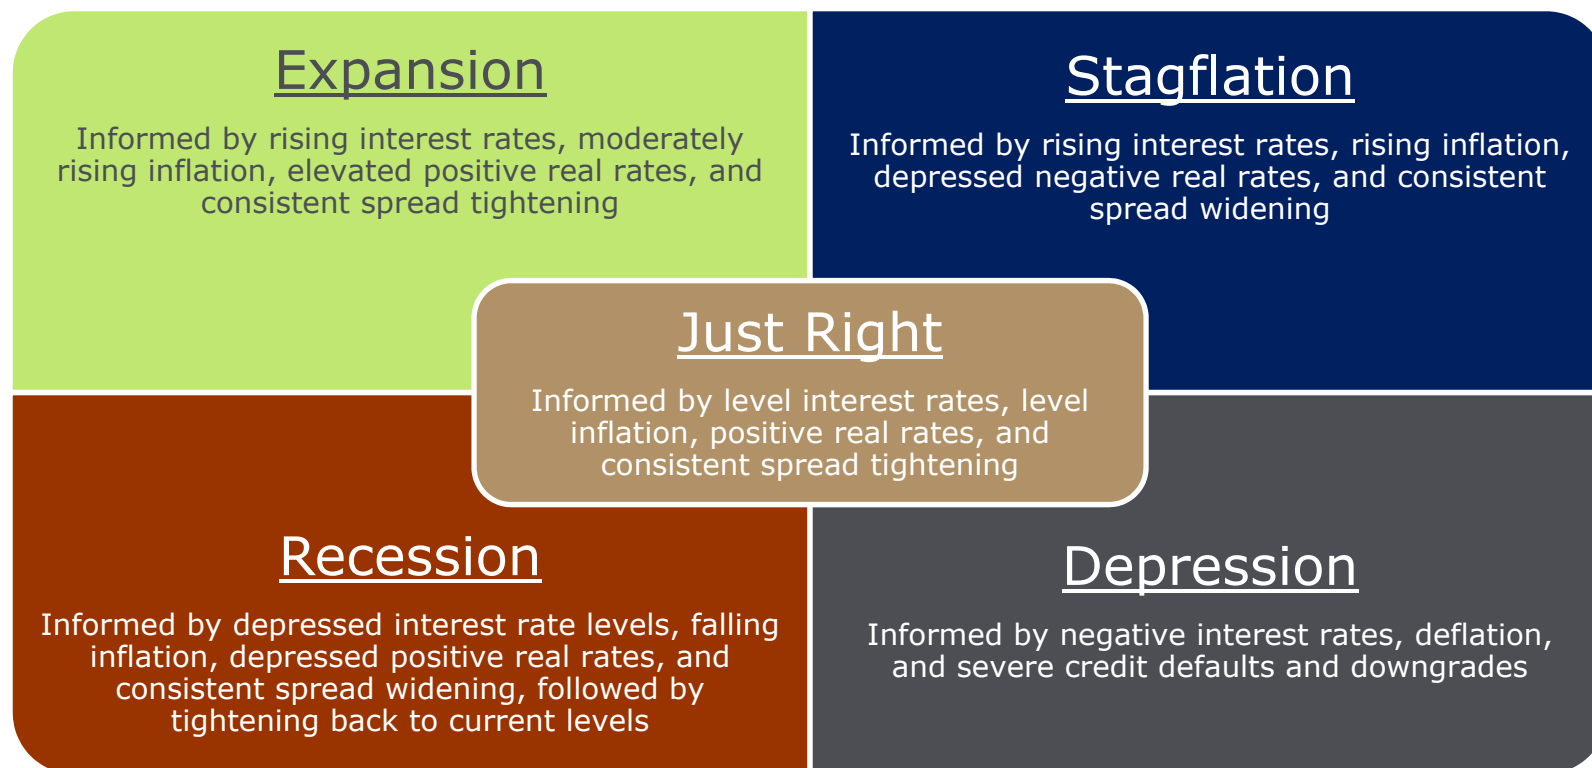 Expansion
Informed by rising interest rates, moderately
rising inflation, elevated positive real rates, and
consistent spread tightening
Stagflation
Informed by rising interest rates, rising inflation,
depressed negative real rates, and consistent
spread widening
Just Right
Informed by level interest rates, level
inflation, positive real rates, and
consistent spread tightening
Recession
Informed by depressed interest rate levels, falling
inflation, depressed positive real rates, and
consistent spread widening, followed by
tightening back to current levels
Depression
Informed by negative interest rates, deflation,
and severe credit defaults and downgrades